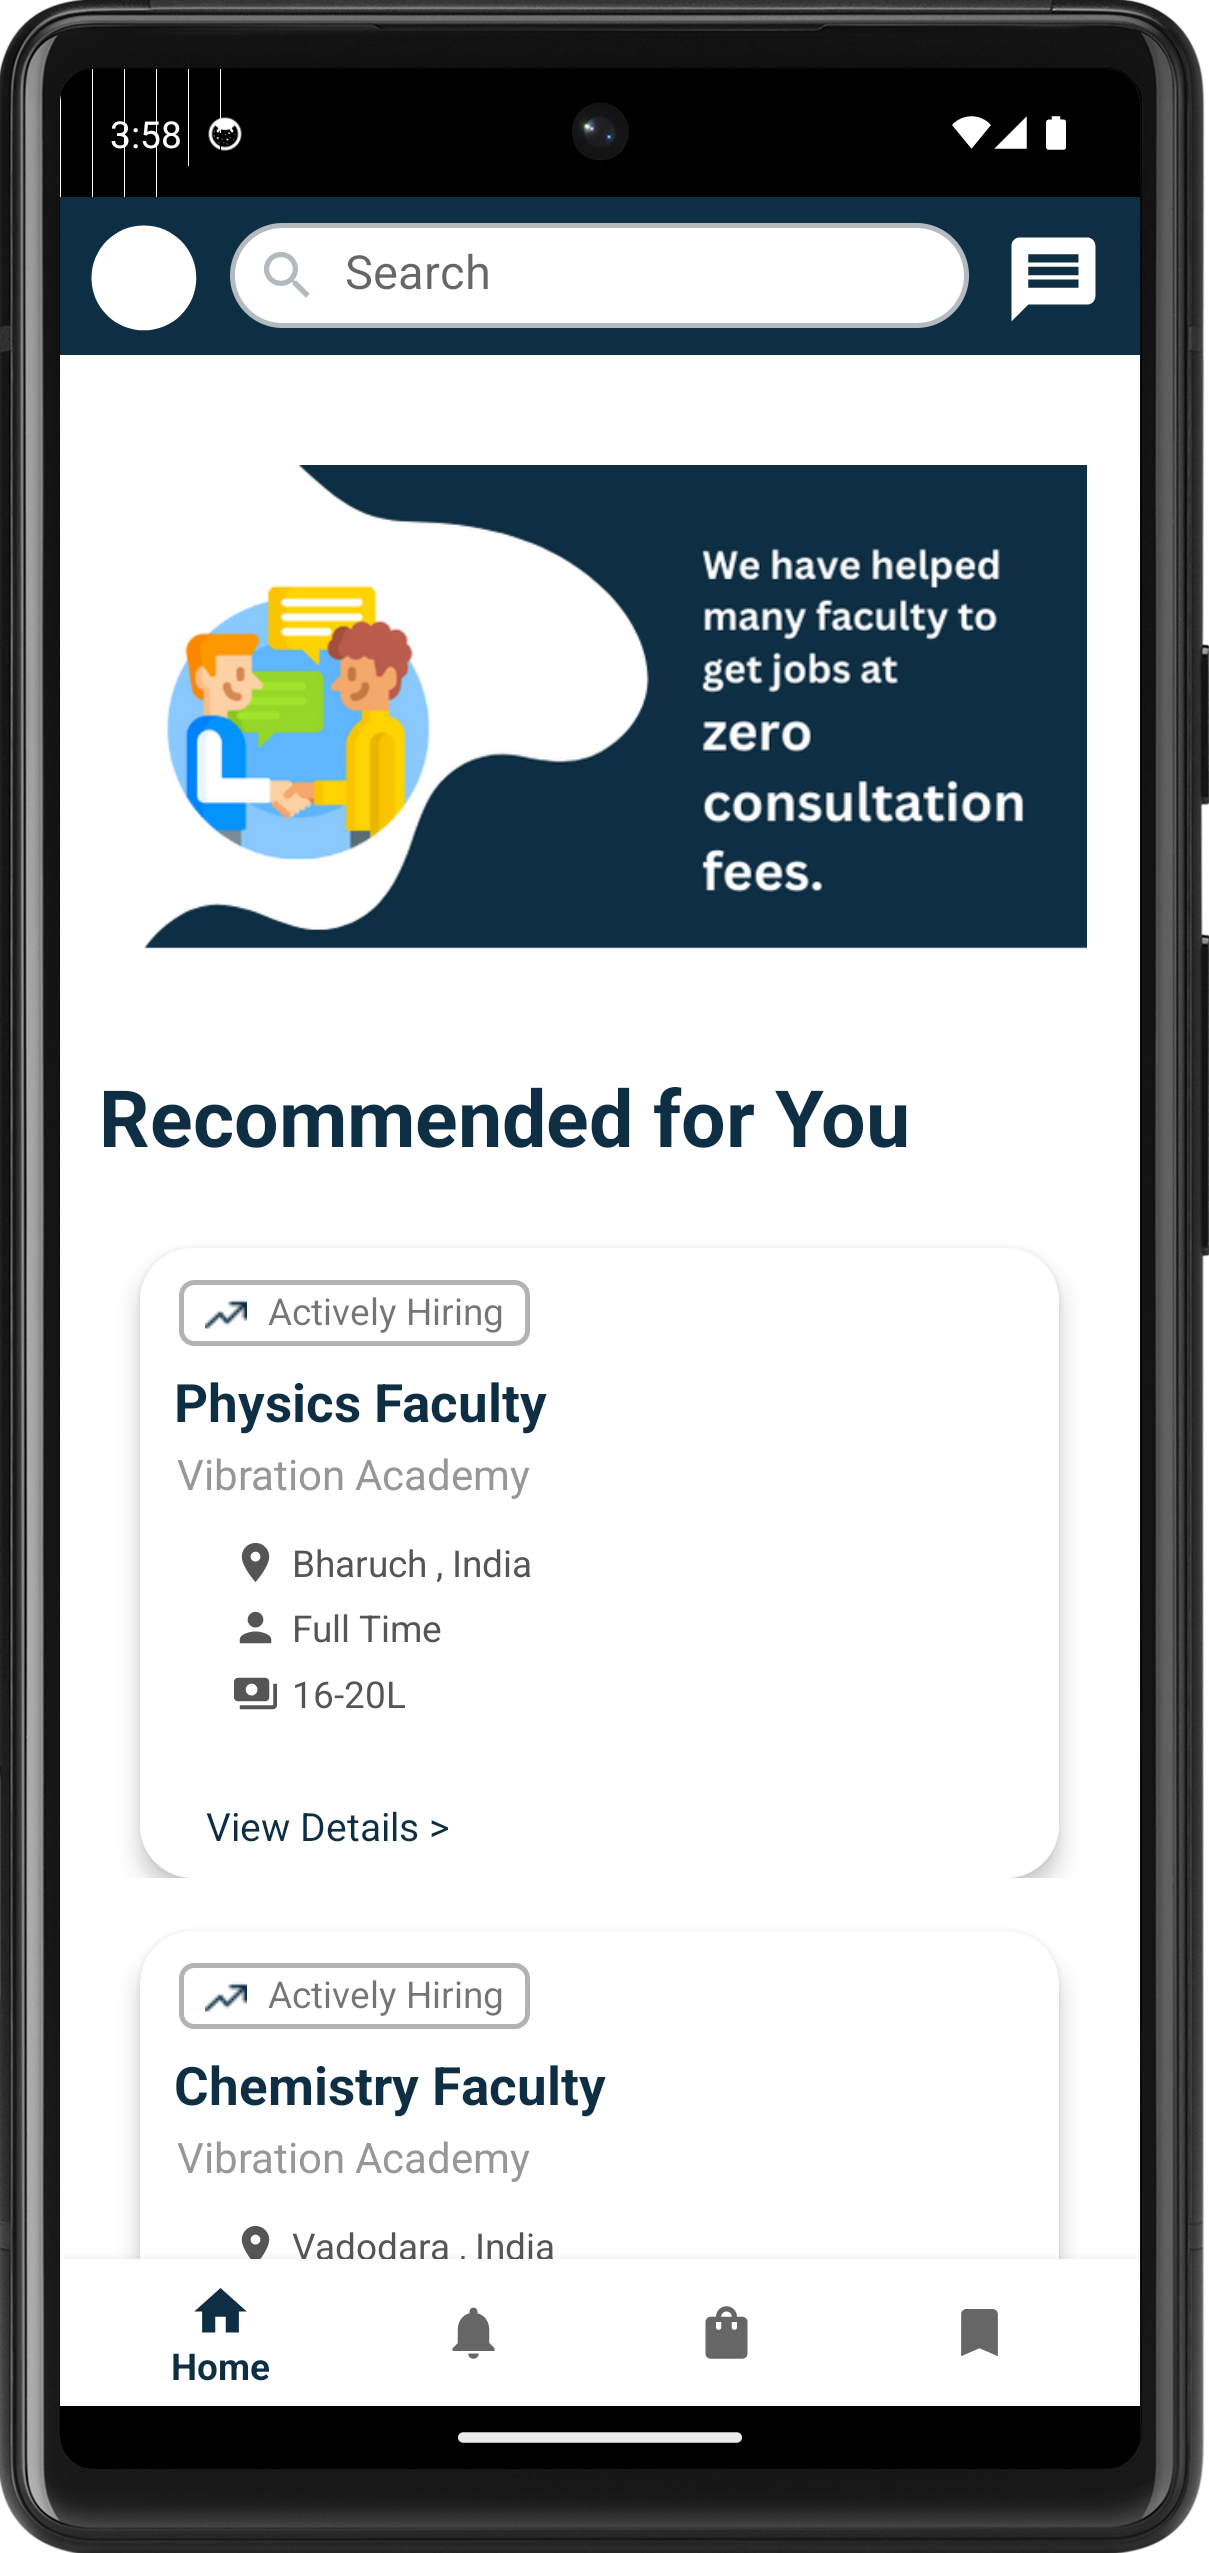 3:58
Search
We have helped
many faculty to
get jobs at
zero
consultation
fees.
Recommended for You
Actively Hiring
Physics Faculty
Vibration Academy
Bharuch , India
Full Time
16-20L
View Details >
Actively Hiring
Chemistry Faculty
Vibration Academy
Vadodara , India
Home